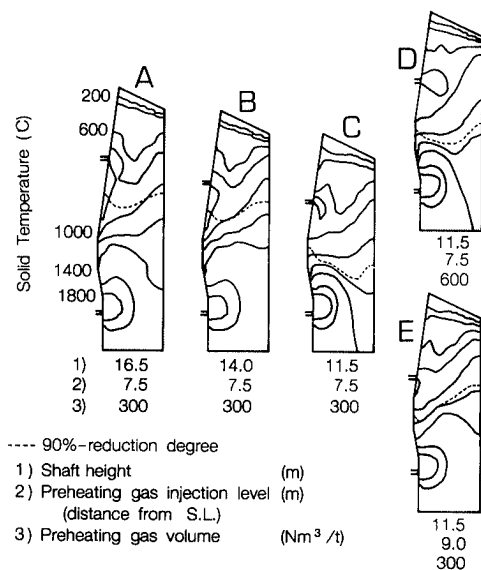 A
B
C
D
E
Solid Temperature (C)
200
600
1000
1400
1800
1) 16.5 14.0 11.5
2) 7.5 7.5 7.5
3) 300 300 300
11.5
7.5
600
11.5
9.0
300
---- 90%-reduction degree
1) Shaft height (m)
2) Preheating gas injection level (m)
(distance from S.L.)
3) Preheating gas volume (Nm³/t)